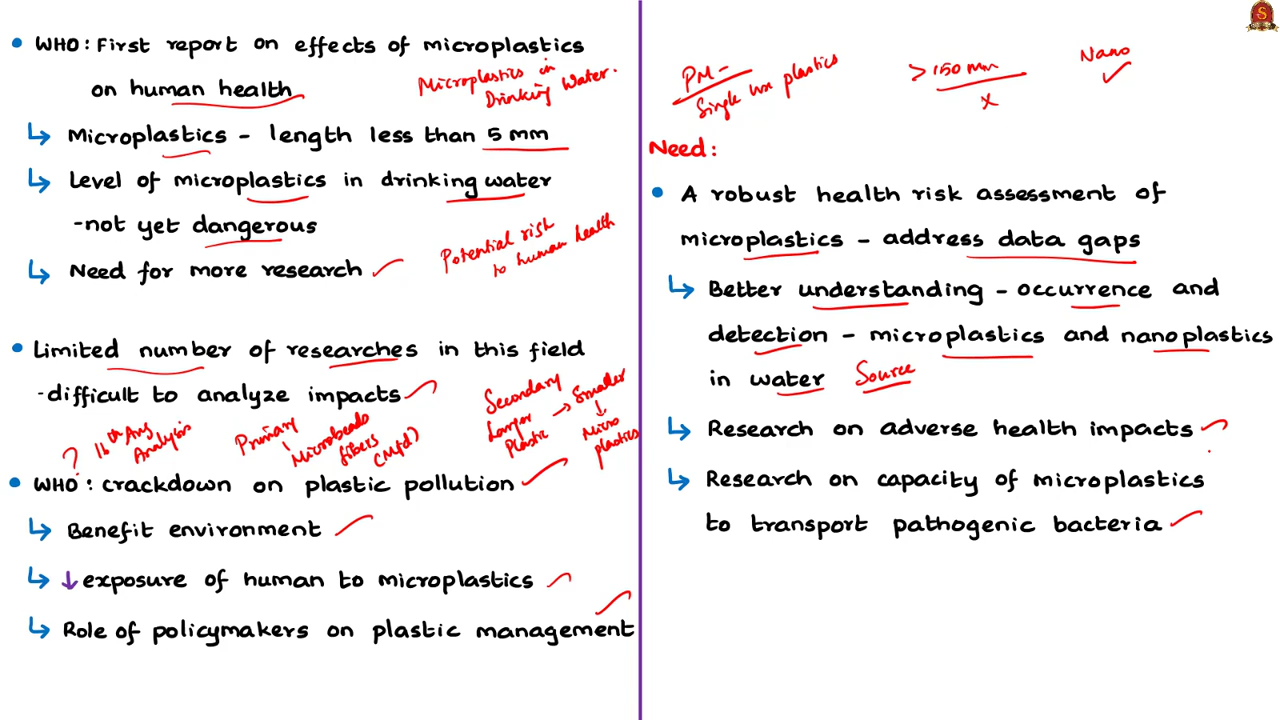 WHO: First report on effects of microplastics
on human health
Microplastics in
Drinking Water.
Microplastics - length less than 5 mm
Level of microplastics in drinking water
-not yet dangerous
Potential risk
to human health
Need for more research
Limited number of researches in this field
-difficult to analyze impacts
? 16th Aug
Analysis
Primary
Microbeads
fibers
(Mfd)
Secondary
Larger
Plastic
→ Smaller
↓
Micro
plastics
WHO: crackdown on plastic pollution
Benefit environment
↓ exposure of human to microplastics
Role of policymakers on plastic management
S
PM -
Single use plastics
> 150 mm
x
Nano
Need:
A robust health risk assessment of
microplastics - address data gaps
Better understanding - occurrence and
detection - microplastics and nanoplastics
in water Source
Research on adverse health impacts
Research on capacity of microplastics
to transport pathogenic bacteria